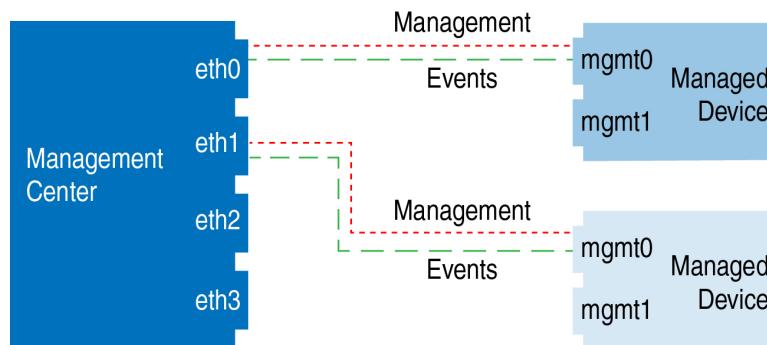 Management
eth0
mgmt0
Managed
Device
Events
mgmt1
eth1
Management
Center
eth2
Management
mgmt0
Managed
Device
Events
eth3
mgmt1